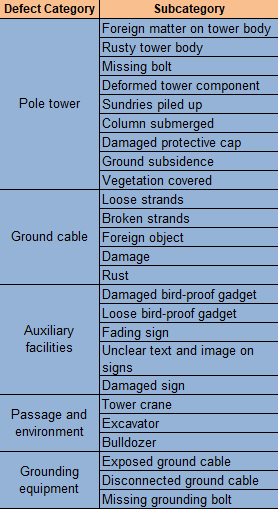 Defect Category Subcategory
Pole tower
Foreign matter on tower body
Rusty tower body
Missing bolt
Deformed tower component
Sundries piled up
Column submerged
Damaged protective cap
Ground subsidence
Vegetation covered
Ground cable
Loose strands
Broken strands
Foreign object
Damage
Rust
Auxiliary
facilities
Damaged bird-proof gadget
Loose bird-proof gadget
Fading sign
Unclear text and image on
signs
Damaged sign
Passage and
environment
Tower crane
Excavator
Bulldozer
Grounding
equipment
Exposed ground cable
Disconnected ground cable
Missing grounding bolt